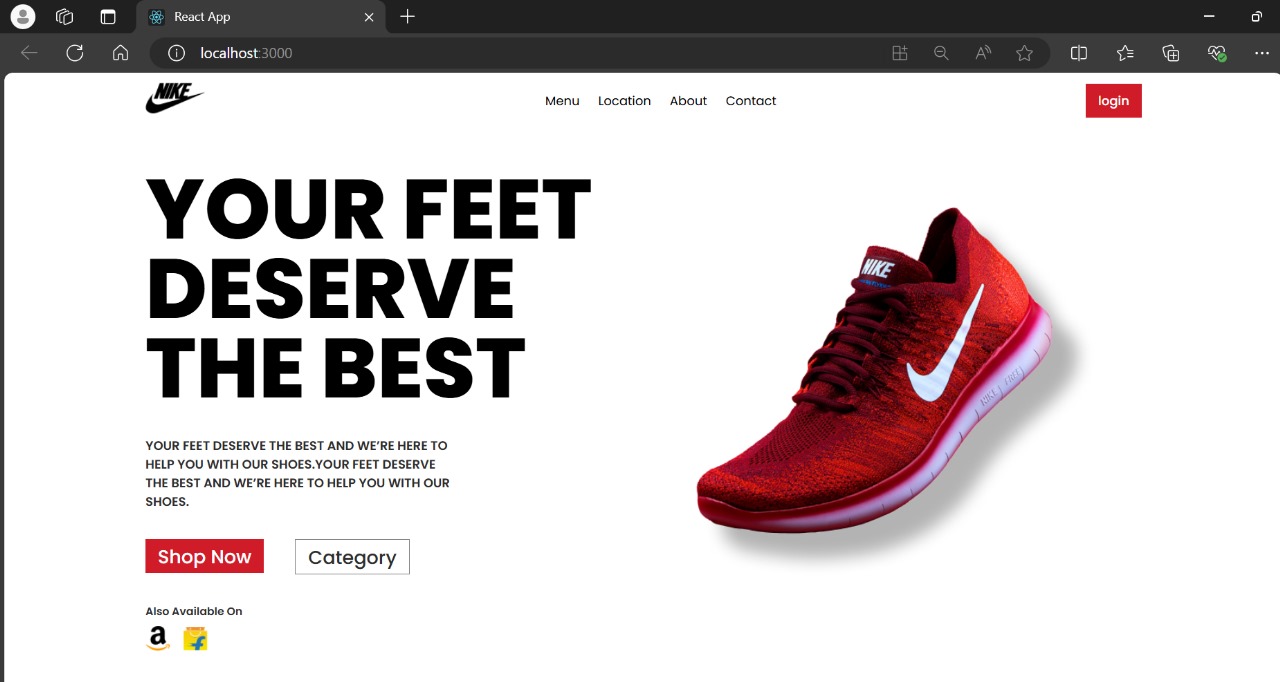 React App
localhost:3000
NIKE
Menu Location About Contact
login
YOUR FEET
DESERVE
THE BEST
NIKE
NIKE FREE
YOUR FEET DESERVE THE BEST AND WE’RE HERE TO
HELP YOU WITH OUR SHOES.YOUR FEET DESERVE
THE BEST AND WE’RE HERE TO HELP YOU WITH OUR
SHOES.
Shop Now Category
Also Available On
a
f